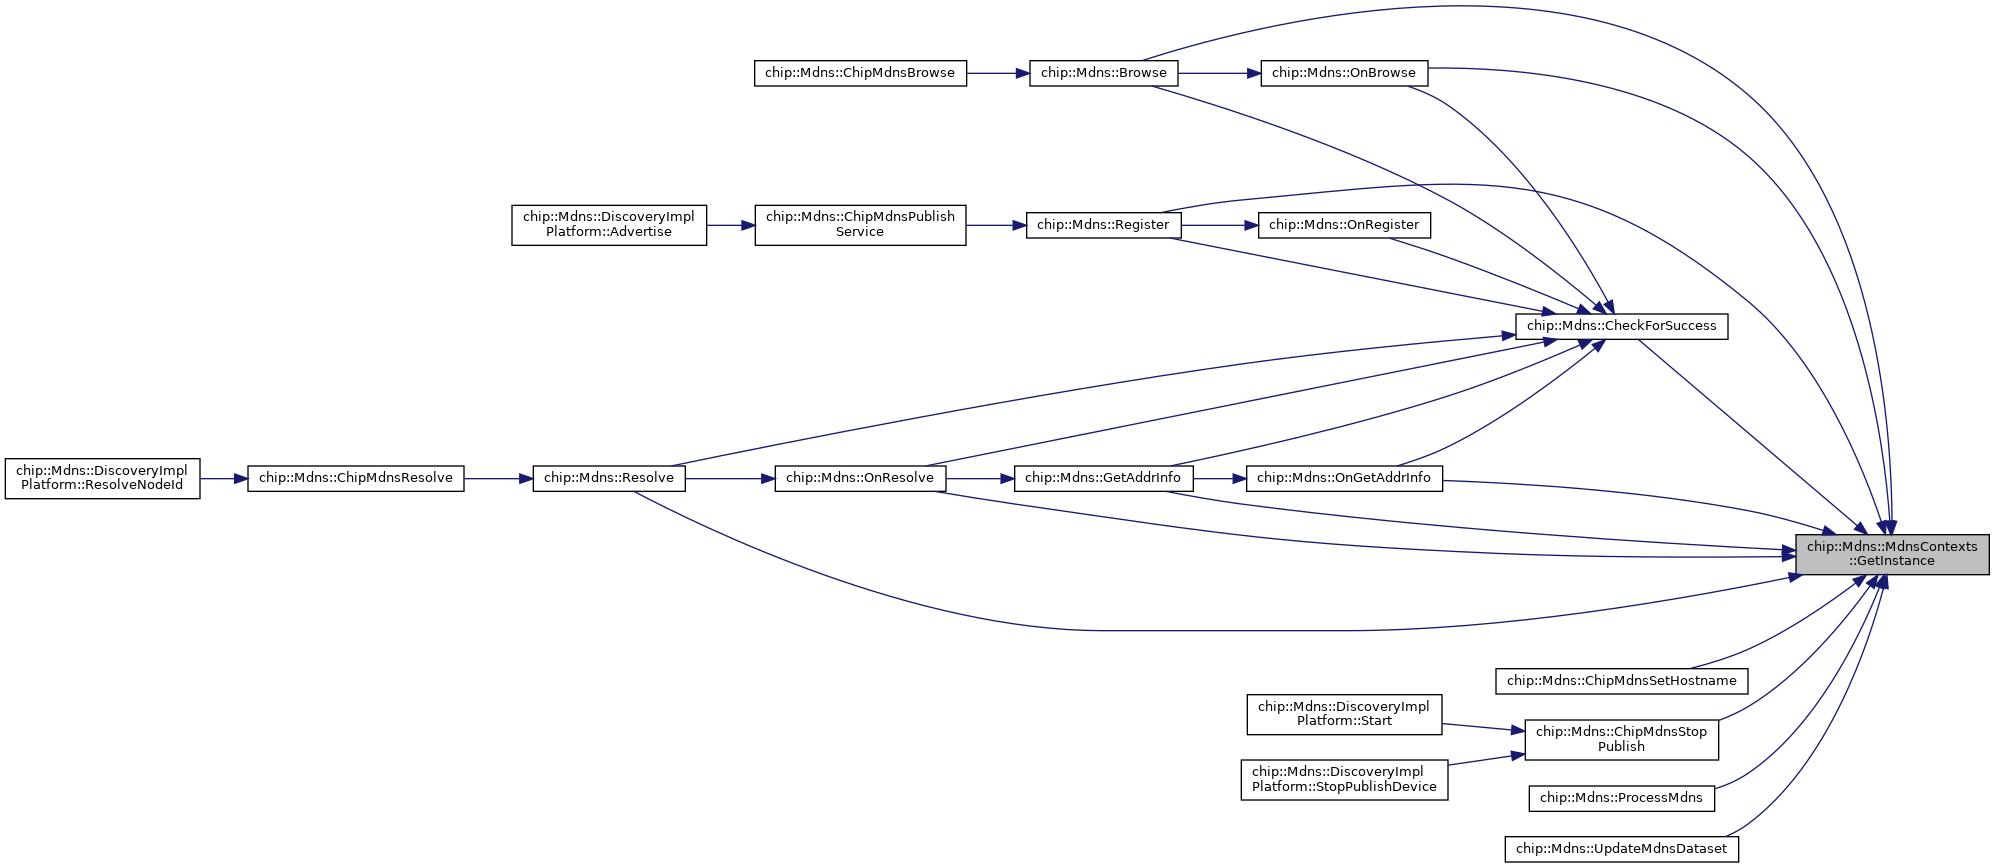 chip::Mdns::ChipMdnsBrowse
chip::Mdns::Browse
chip::Mdns::OnBrowse
chip::Mdns::DiscoveryImpl
Platform::Advertise
chip::Mdns::ChipMdnsPublish
Service
chip::Mdns::Register
chip::Mdns::OnRegister
chip::Mdns::CheckForSuccess
chip::Mdns::DiscoveryImpl
Platform::ResolveNodeId
chip::Mdns::ChipMdnsResolve
chip::Mdns::Resolve
chip::Mdns::OnResolve
chip::Mdns::GetAddrInfo
chip::Mdns::OnGetAddrInfo
chip::Mdns::MdnsContexts
::GetInstance
chip::Mdns::ChipMdnsSetHostname
chip::Mdns::DiscoveryImpl
Platform::Start
chip::Mdns::ChipMdnsStop
Publish
chip::Mdns::DiscoveryImpl
Platform::StopPublishDevice
chip::Mdns::ProcessMdns
chip::Mdns::UpdateMdnsDataset